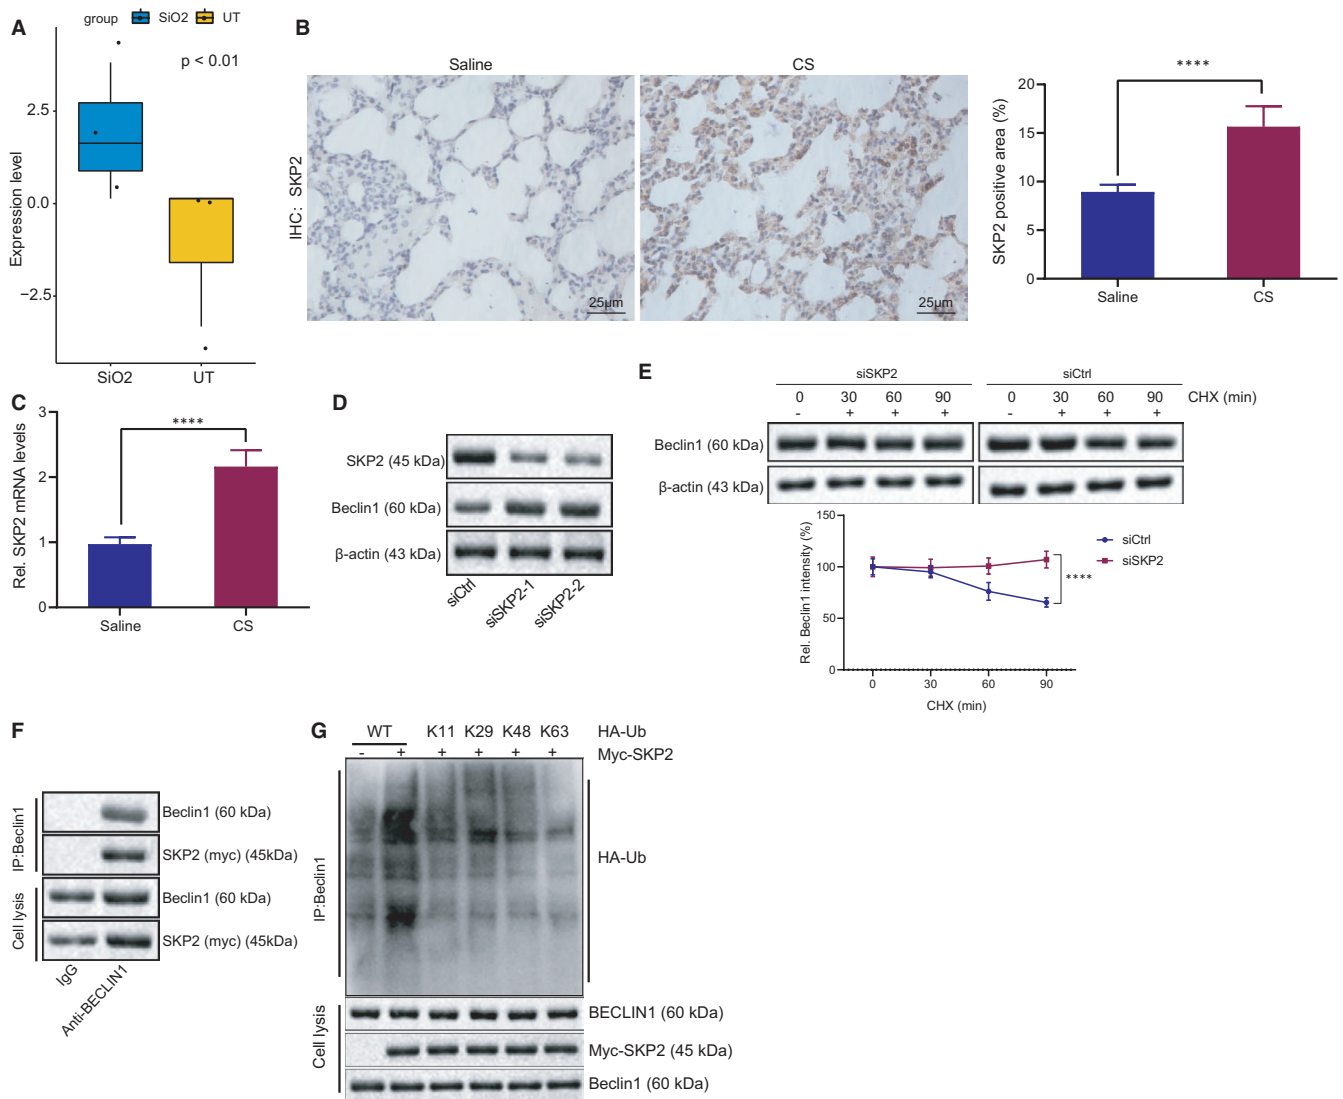 A
group SiO2 UT
p < 0.01
Expression level
2.5
0.0
−2.5
SiO2 UT
B
Saline CS
IHC: SKP2
25μm
25μm
SKP2 positive area (%)
20
15
10
5
0
****
Saline CS
C
Rel. SKP2 mRNA levels
3
2
1
0
****
Saline CS
D
SKP2 (45 kDa)
Beclin1 (60 kDa)
β-actin (43 kDa)
siCtrl siSKP2-1 siSKP2-2
E
siSKP2 siCtrl
0 30 60 90 0 30 60 90 CHX (min)
- + + + - + + +
Beclin1 (60 kDa)
β-actin (43 kDa)
Rel. Beclin1 intensity (%)
150
100
50
0
siCtrl
siSKP2
****
0 30 60 90
CHX (min)
F
IP:Beclin1
Beclin1 (60 kDa)
SKP2 (myc) (45kDa)
Cell lysis
Beclin1 (60 kDa)
SKP2 (myc) (45kDa)
IgG Anti-BECLIN1
G
WT K11 K29 K48 K63 HA-Ub
- + + + + + Myc-SKP2
IP:Beclin1
HA-Ub
Cell lysis
BECLIN1 (60 kDa)
Myc-SKP2 (45 kDa)
Beclin1 (60 kDa)